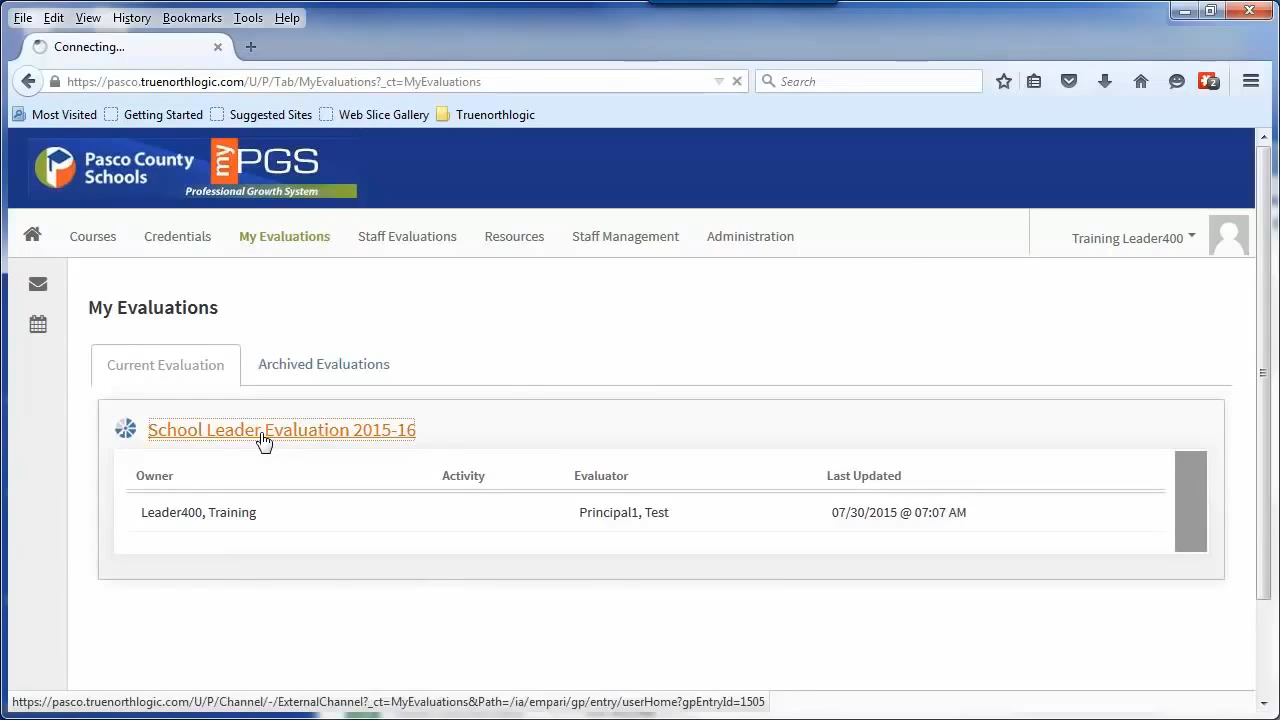 File Edit View History Bookmarks Tools Help
Connecting...
https://pasco.truenorthlogic.com/U/P/Tab/MyEvaluations?_ct=MyEvaluations
Search
2
Most Visited Getting Started Suggested Sites Web Slice Gallery Truenorthlogic
Pasco County
Schools
my PGS
Professional Growth System
Courses Credentials My Evaluations Staff Evaluations Resources Staff Management Administration Training Leader400
My Evaluations
Current Evaluation Archived Evaluations
School Leader Evaluation 2015-16
Owner Activity Evaluator Last Updated
Leader400, Training Principal1, Test 07/30/2015 @ 07:07 AM
https://pasco.truenorthlogic.com/U/P/Channel/-/ExternalChannel?_ct=MyEvaluations&Path=/ia/empari/gp/entry/userHome?gpEntryId=1505